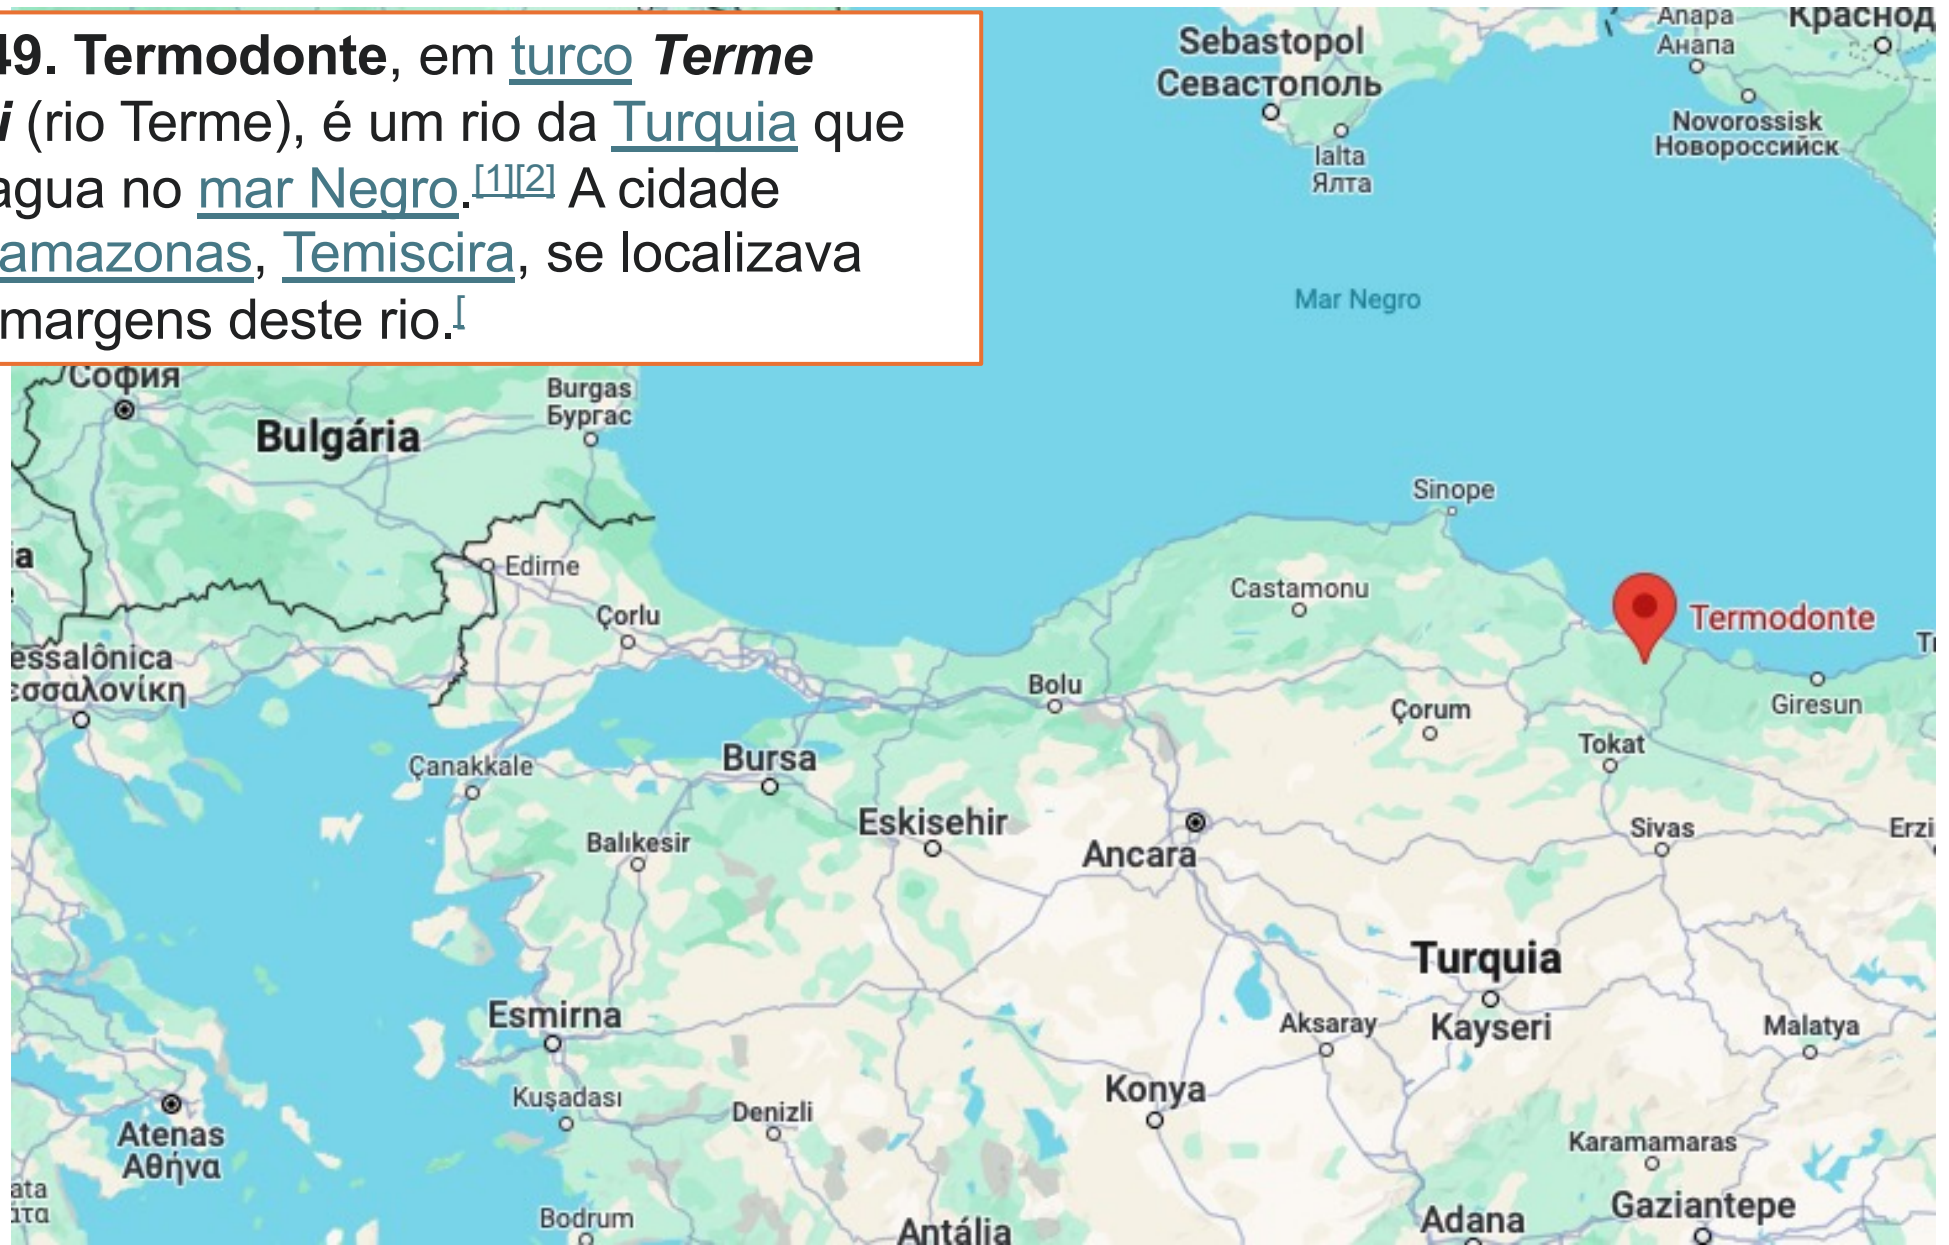 49. Termodonte, em turco Terme
i (rio Terme), é um rio da Turquia que
agua no mar Negro.[1][2] A cidade
amazonas, Temiscira, se localizava
margens deste rio.[
Sebastopol
Севастополь
Anapa
Анапа
Краснод
Novorossisk
Новороссийск
Ialta
Ялта
Mar Negro
София
Burgas
Бургас
Bulgária
Sinope
ia
Edirne
Castamonu
Çorlu
Termodonte
essalônica
εσσαλονίκη
Bolu
Giresun
Çorum
Tokat
Çanakkale
Bursa
Eskisehir
Balıkesir
Ancara
Sivas
Erzi
Turquia
Esmirna
Aksaray
Kayseri
Malatya
Kuşadası
Denizli
Konya
Atenas
Αθήνα
Karamamaras
ata
Bodrum
Antália
Adana
Gaziantepe